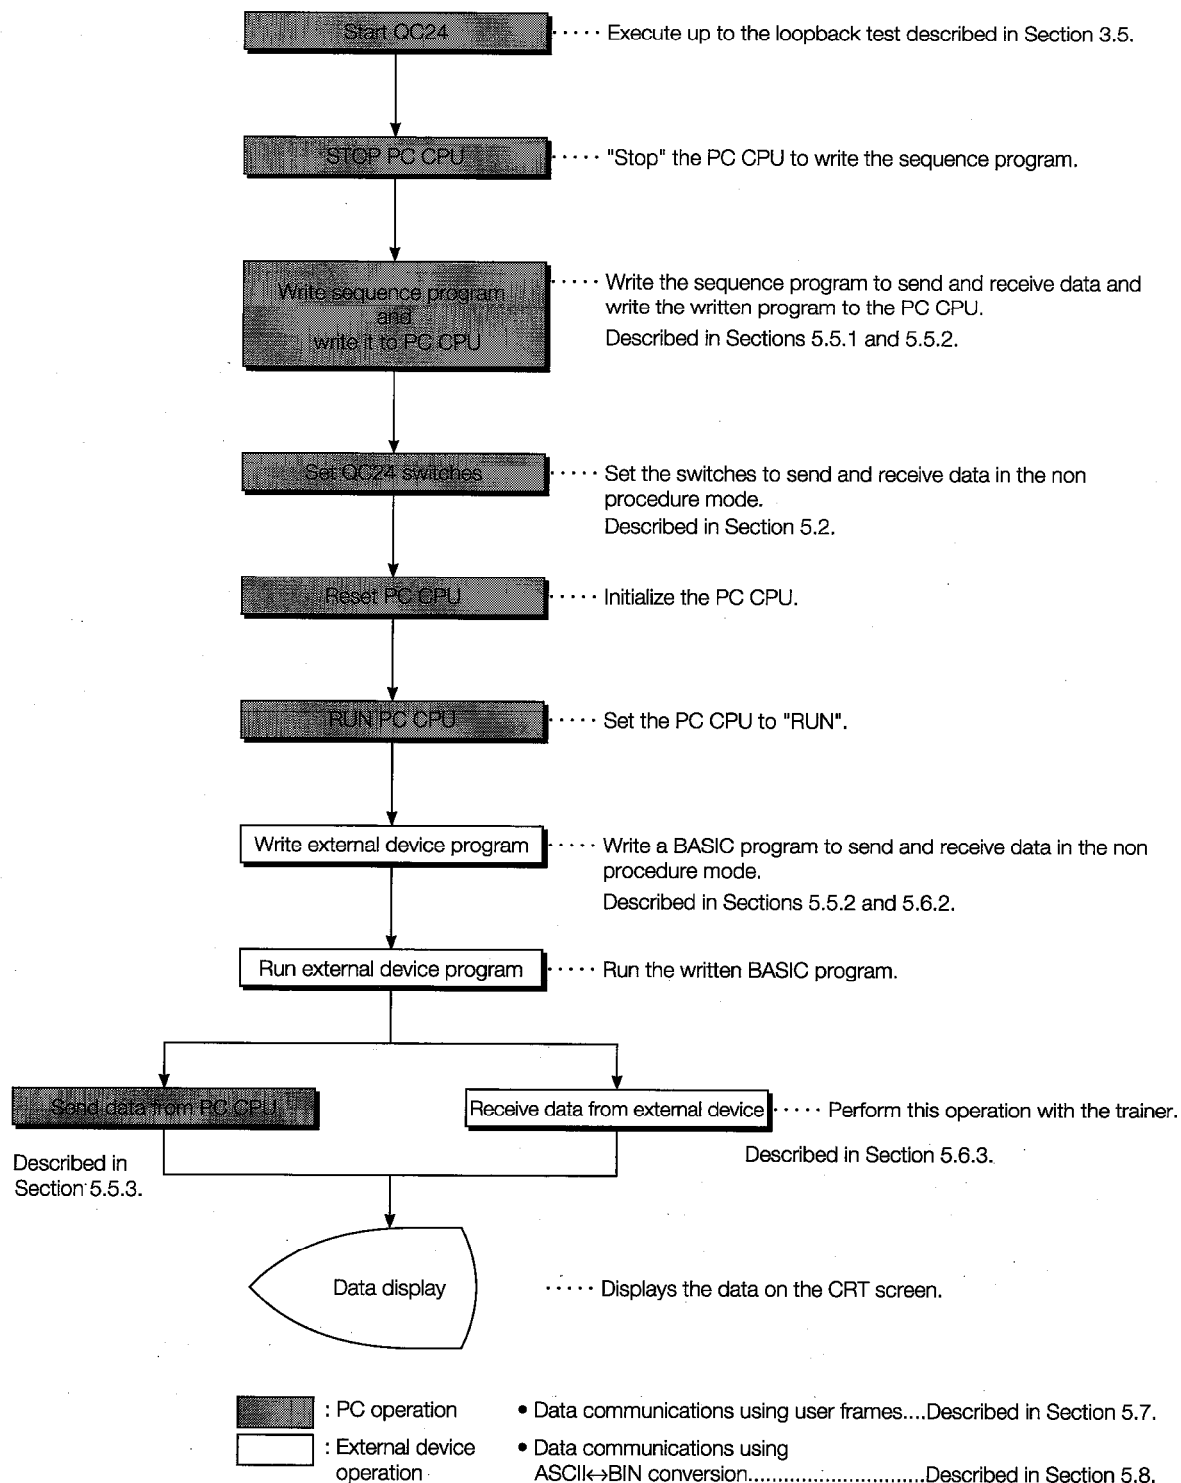 Start QC24
····· Execute up to the loopback test described in Section 3.5.
STOP PC CPU
····· "Stop" the PC CPU to write the sequence program.
Write sequence program
and
write it to PC CPU
····· Write the sequence program to send and receive data and
write the written program to the PC CPU.
Described in Sections 5.5.1 and 5.5.2.
Set QC24 switches
····· Set the switches to send and receive data in the non
procedure mode.
Described in Section 5.2.
Reset PC CPU
····· Initialize the PC CPU.
RUN PC CPU
····· Set the PC CPU to "RUN".
Write external device program
····· Write a BASIC program to send and receive data in the non
procedure mode.
Described in Sections 5.5.2 and 5.6.2.
Run external device program
····· Run the written BASIC program.
Send data from PC CPU
Receive data from external device
····· Perform this operation with the trainer.
Described in
Section 5.5.3.
Described in Section 5.6.3.
Data display
····· Displays the data on the CRT screen.
: PC operation
: External device
operation
• Data communications using user frames....Described in Section 5.7.
• Data communications using
ASCII↔BIN conversion............................Described in Section 5.8.